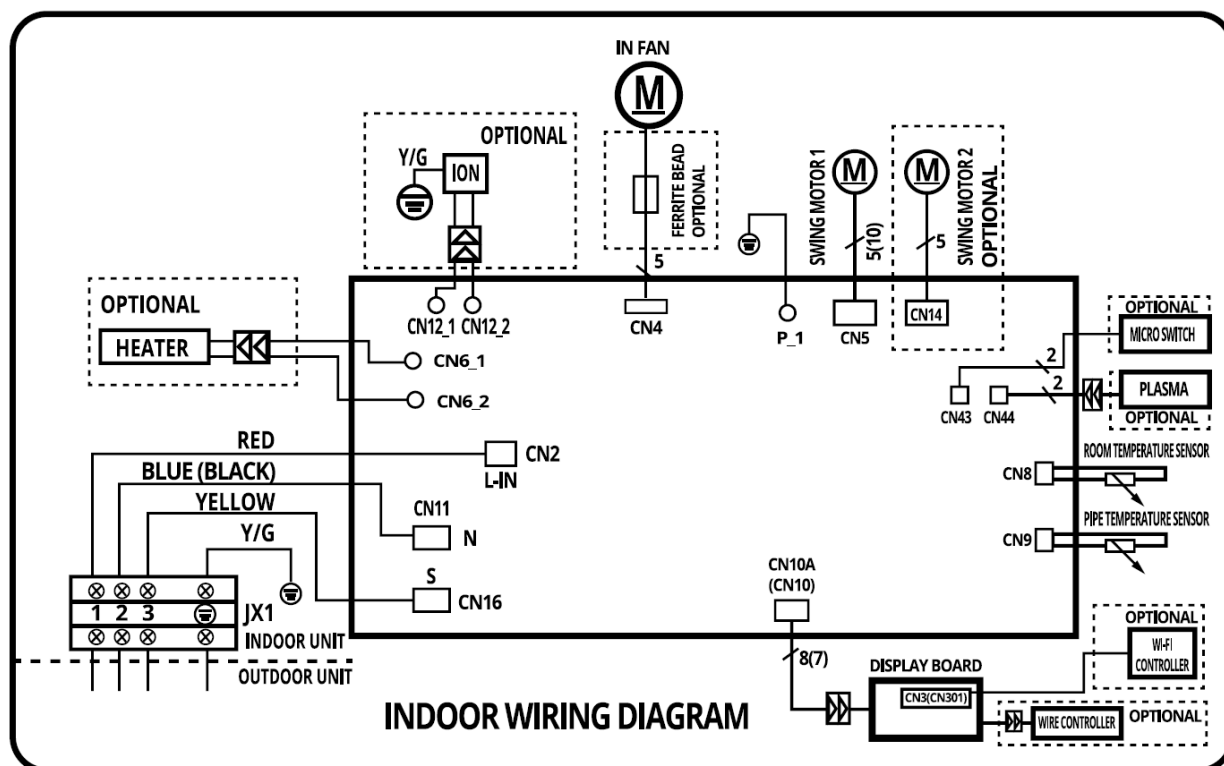 IN FAN
M
OPTIONAL
Y/G
ION
FERRITE BEAD
OPTIONAL
5
SWING MOTOR 1
M
5(10)
M
5
SWING MOTOR 2
OPTIONAL
OPTIONAL
HEATER
CN12_1
CN12_2
CN4
P_1
CN5
CN14
CN6_1
CN6_2
OPTIONAL
MICRO SWITCH
2
2
PLASMA
OPTIONAL
CN43
CN44
RED
CN2
L-IN
BLUE (BLACK)
CN11
N
YELLOW
Y/G
S
CN16
ROOM TEMPERATURE SENSOR
CN8
PIPE TEMPERATURE SENSOR
CN9
1 2 3
JX1
INDOOR UNIT
OUTDOOR UNIT
CN10A
(CN10)
8(7)
DISPLAY BOARD
CN3(CN301)
OPTIONAL
WI-FI
CONTROLLER
WIRE CONTROLLER
OPTIONAL
INDOOR WIRING DIAGRAM